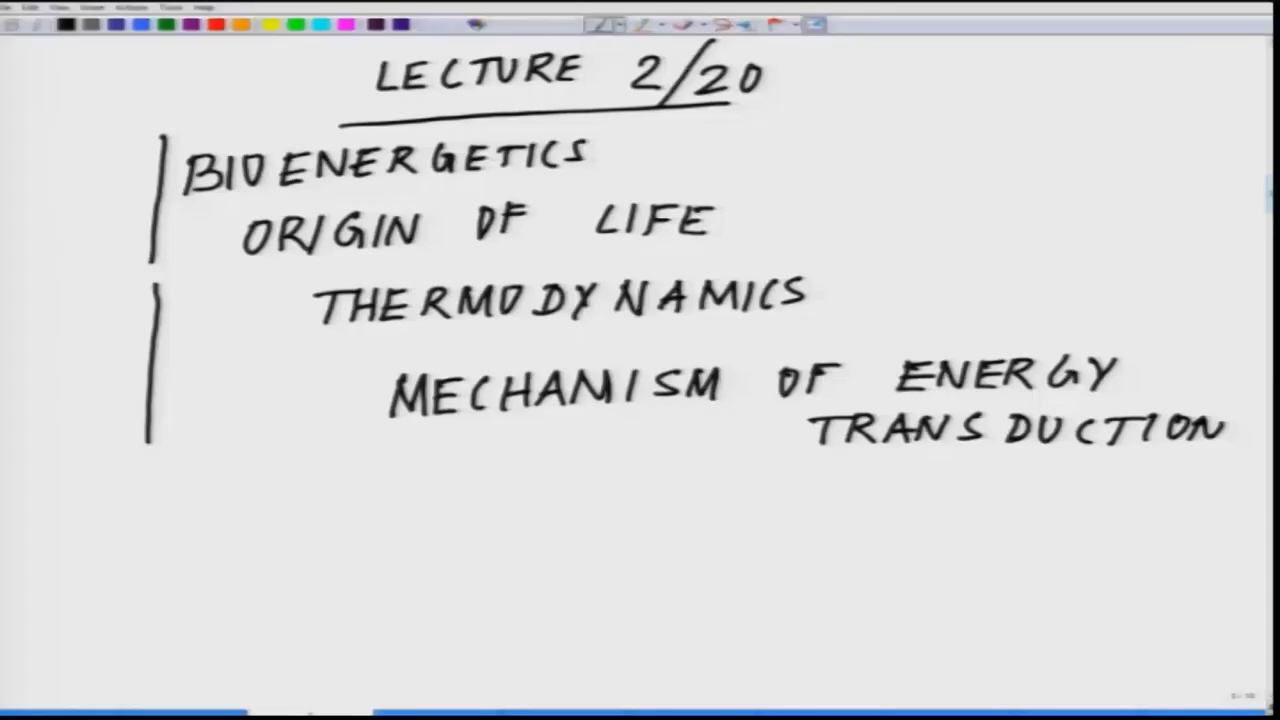 LECTURE 2/20
BIOENERGETICS
ORIGIN OF LIFE
THERMODYNAMICS
MECHANISM OF ENERGY
TRANSDUCTION